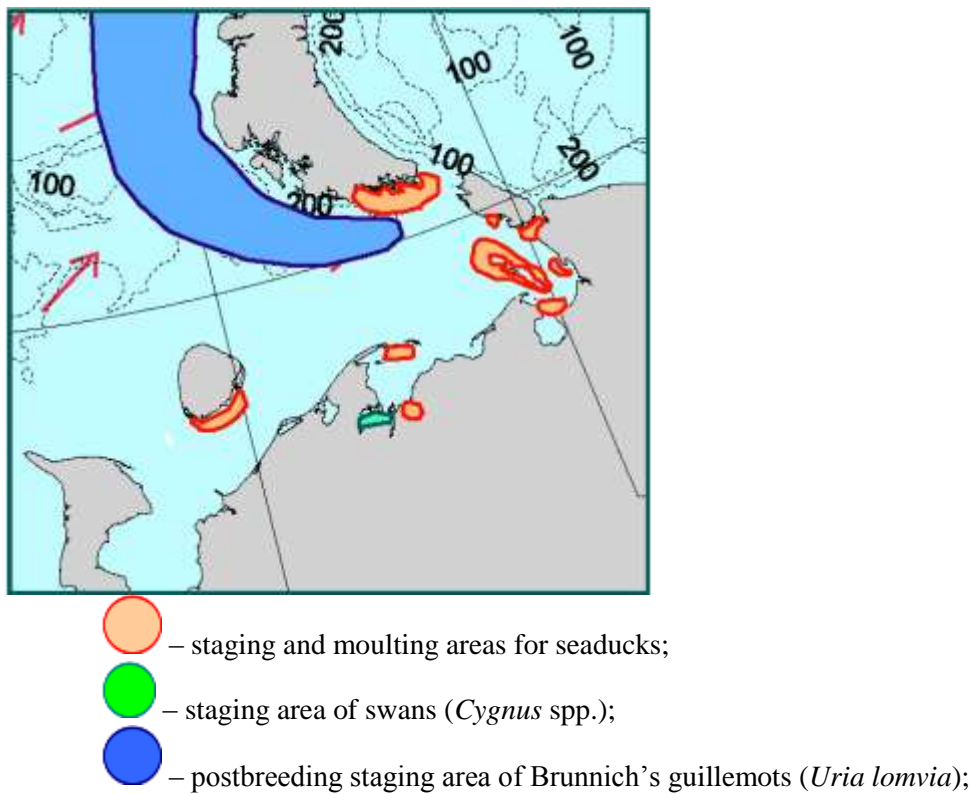 200
100
100
200
100
100
200
– staging and moulting areas for seaducks;
– staging area of swans (Cygnus spp.);
– postbreeding staging area of Brunnich’s guillemots (Uria lomvia);